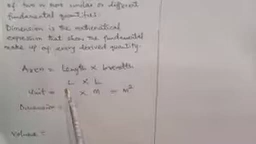 of two or more similar or different
fundamental quantities.
Dimension is the mathematical
expression that show the fundamental
make up of every derived quantity.
Area = Length × breadth
L × L
Unit = × m = m²
Dimension =
Volume =